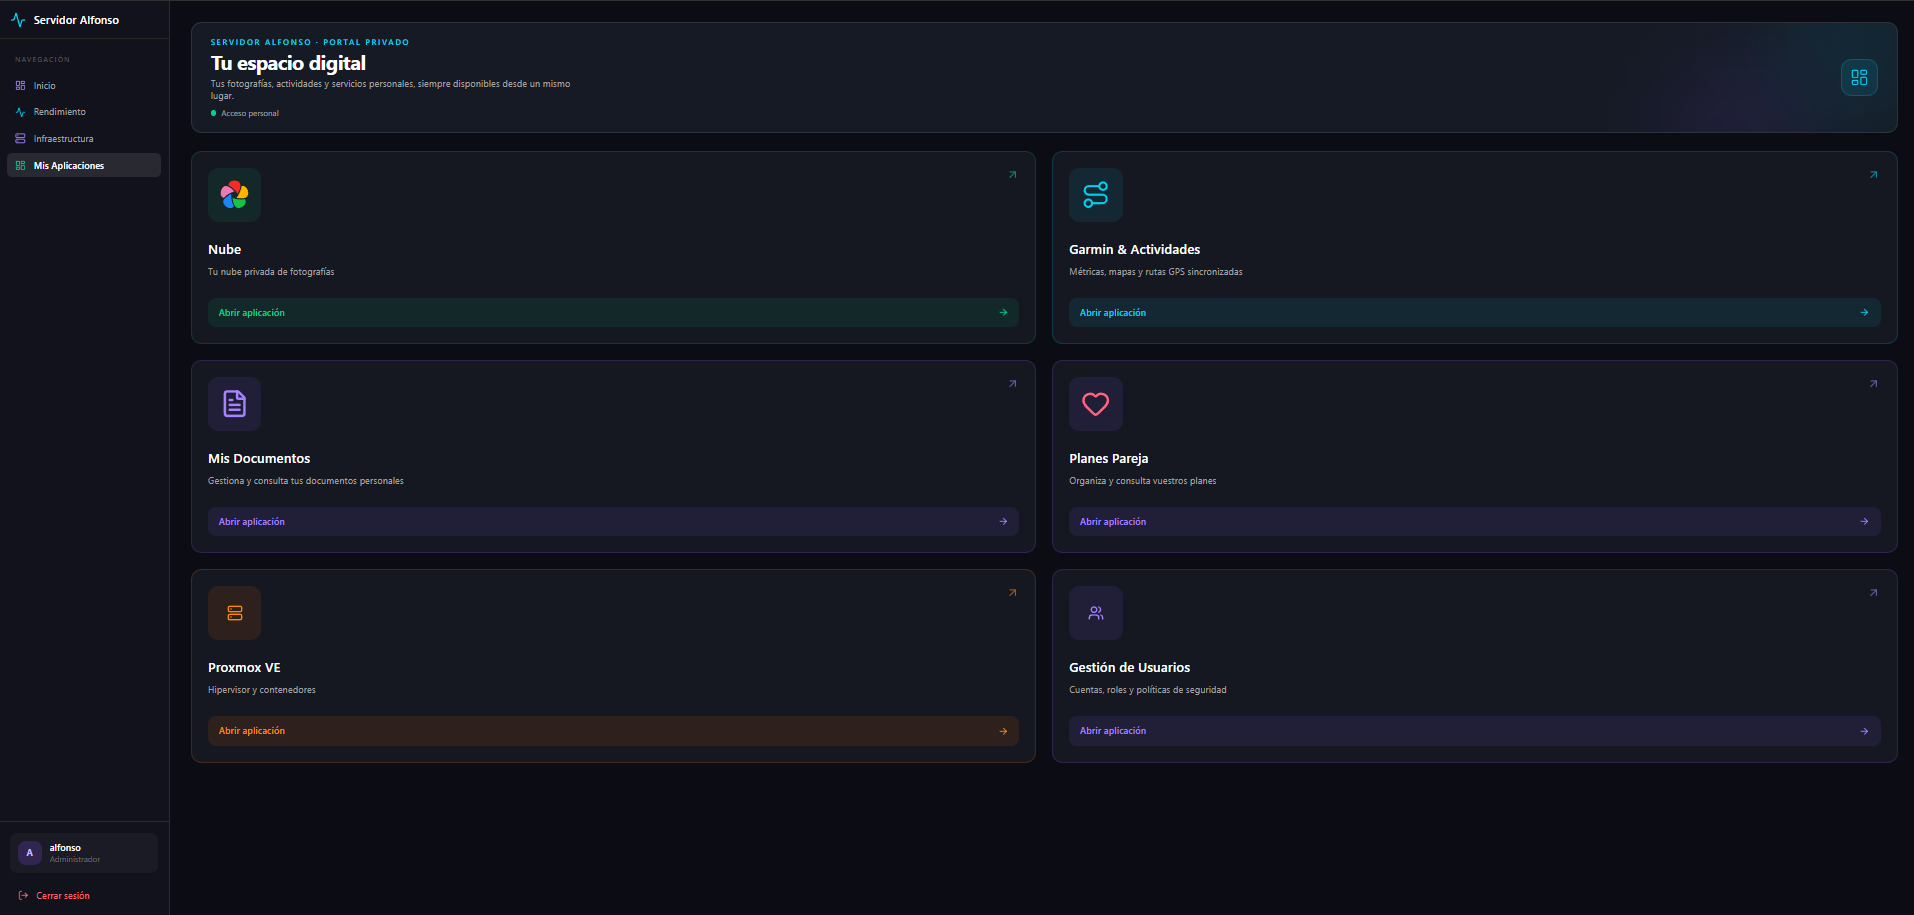 Servidor Alfonso
NAVEGACIÓN
Inicio
Rendimiento
Infraestructura
Mis Aplicaciones
SERVIDOR ALFONSO · PORTAL PRIVADO
Tu espacio digital
Tus fotografías, actividades y servicios personales, siempre disponibles desde un mismo
lugar.
Acceso personal
Nube
Tu nube privada de fotografías
Abrir aplicación
Garmin & Actividades
Métricas, mapas y rutas GPS sincronizadas
Abrir aplicación
Mis Documentos
Gestiona y consulta tus documentos personales
Abrir aplicación
Planes Pareja
Organiza y consulta vuestros planes
Abrir aplicación
Proxmox VE
Hipervisor y contenedores
Abrir aplicación
Gestión de Usuarios
Cuentas, roles y políticas de seguridad
Abrir aplicación
A
alfonso
Administrador
Cerrar sesión